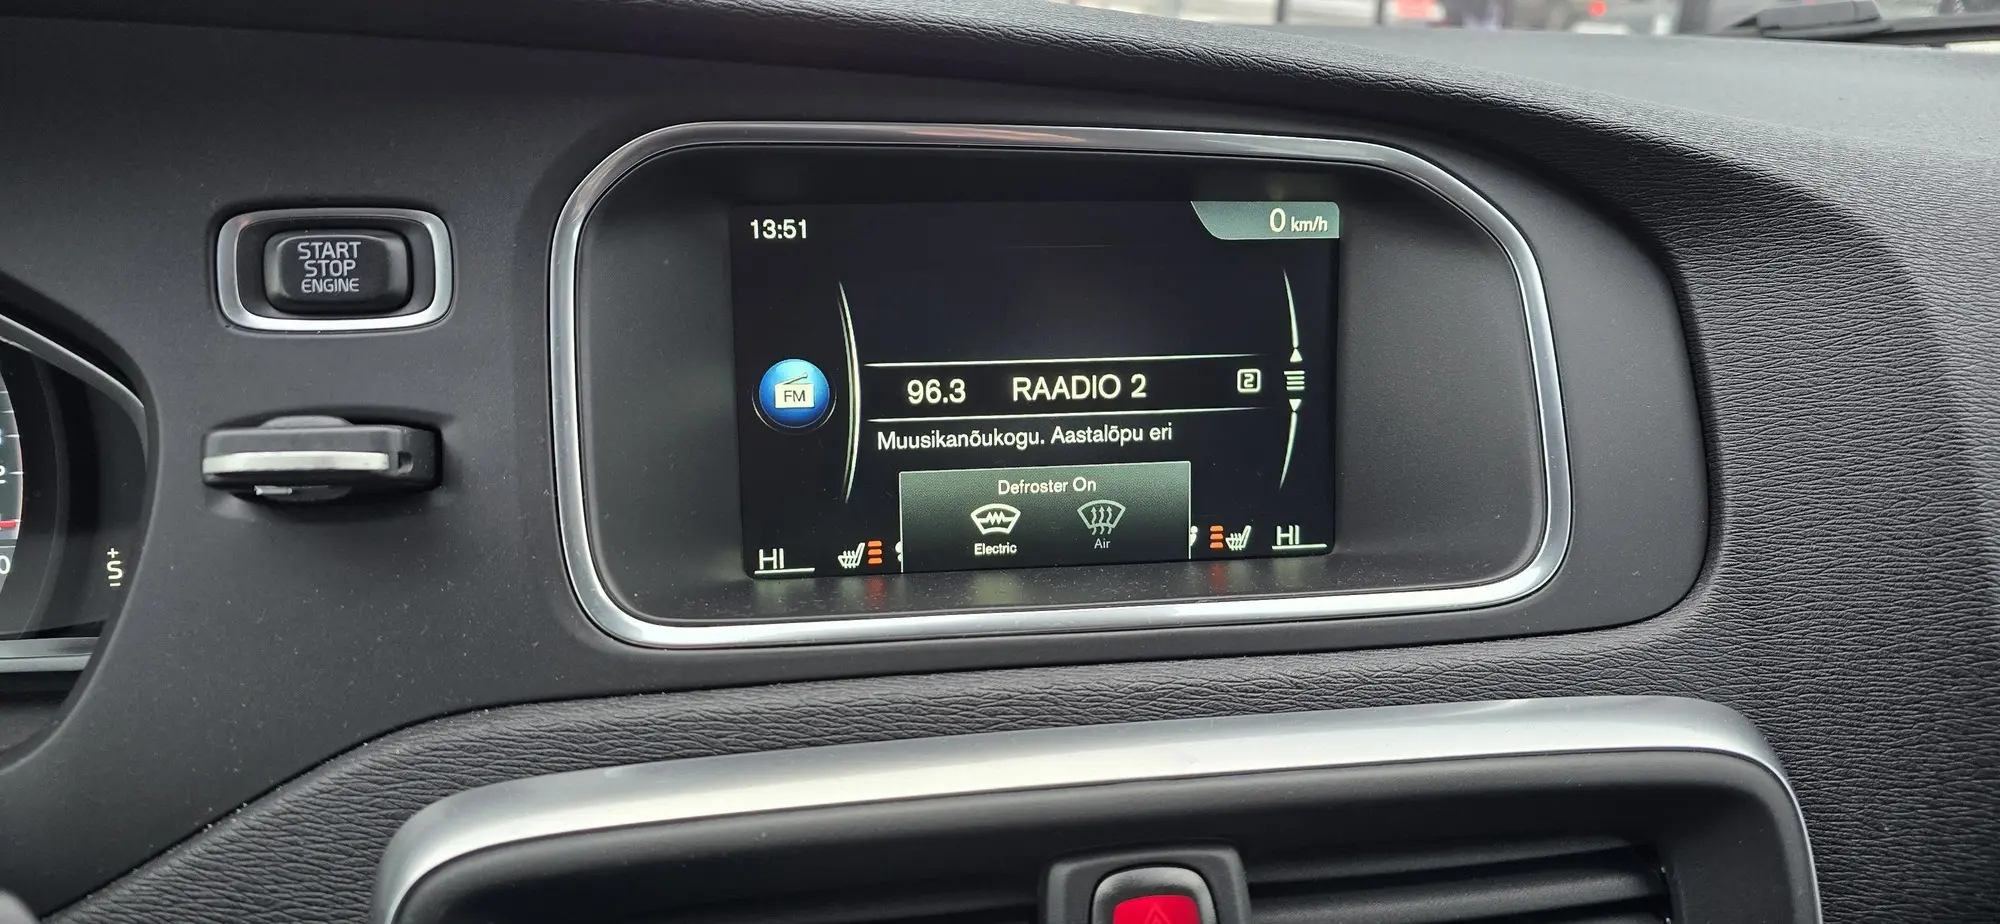 START
STOP
ENGINE
13:51
0 km/h
FM
96.3 RAADIO 2
2
Muusikanõukogu. Aastalõpu eri
Defroster On
Electric
Air
HI
HI
+
S
-
0